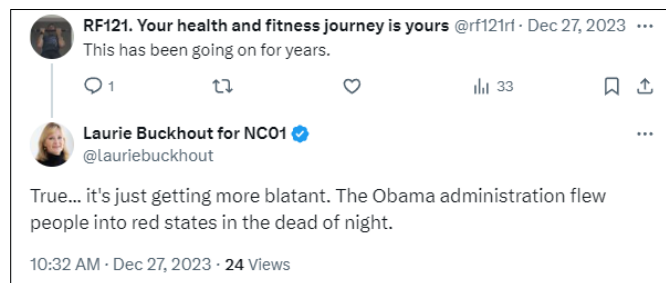 RF121. Your health and fitness journey is yours @rf121rf · Dec 27, 2023
This has been going on for years.
1 33
Laurie Buckhout for NC01
@lauriebuckhout
True... it's just getting more blatant. The Obama administration flew
people into red states in the dead of night.
10:32 AM · Dec 27, 2023 · 24 Views